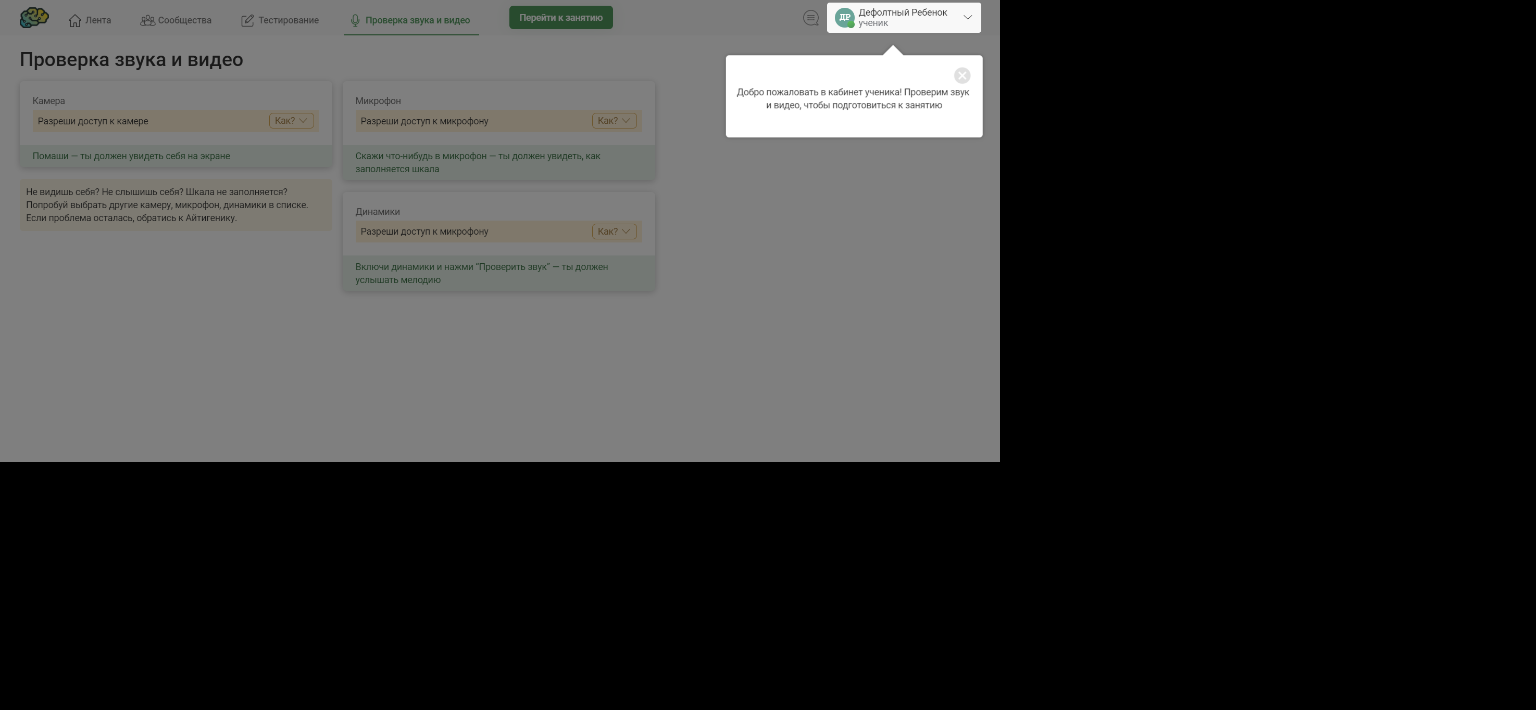 Лента
Сообщества
Тестирование
Проверка звука и видео
Перейти к занятию
ДР
Дефолтный Ребенок
ученик
Проверка звука и видео
Добро пожаловать в кабинет ученика! Проверим звук
и видео, чтобы подготовиться к занятию
Камера
Разреши доступ к камере
Как?
Помаши — ты должен увидеть себя на экране
Не видишь себя? Не слышишь себя? Шкала не заполняется?
Попробуй выбрать другие камеру, микрофон, динамики в списке.
Если проблема осталась, обратись к Айтигенику.
Микрофон
Разреши доступ к микрофону
Как?
Скажи что-нибудь в микрофон — ты должен увидеть, как
заполняется шкала
Динамики
Разреши доступ к микрофону
Как?
Включи динамики и нажми "Проверить звук" — ты должен
услышать мелодию